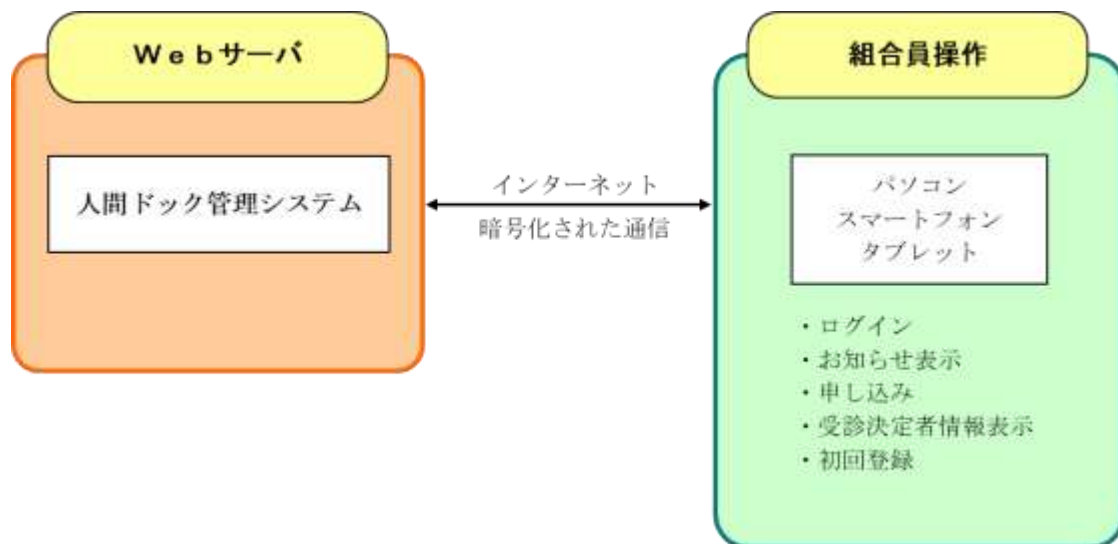 Ｗｅｂサーバ
人間ドック管理システム
インターネット
暗号化された通信
組合員操作
パソコン
スマートフォン
タブレット
・ログイン
・お知らせ表示
・申し込み
・受診決定者情報表示
・初回登録